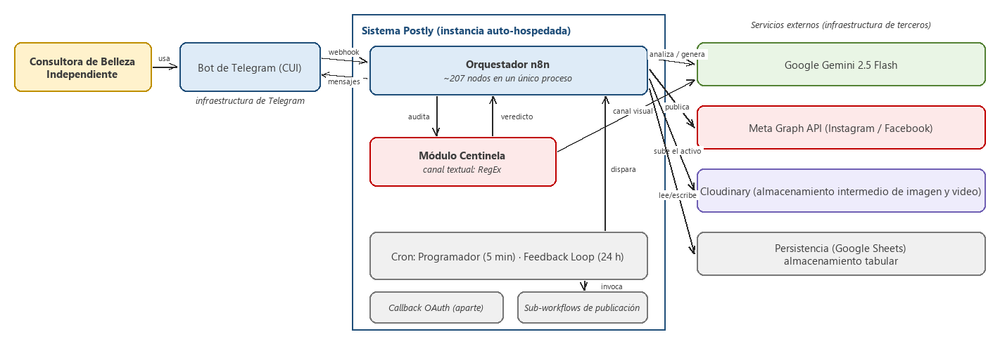 Servicios externos (infraestructura de terceros)
Sistema Postly (instancia auto-hospedada)
Consultora de Belleza
Independiente
usa
Bot de Telegram (CUI)
infraestructura de Telegram
webhook
mensajes
Orquestador n8n
~207 nodos en un único proceso
analiza / genera
Google Gemini 2.5 Flash
audita
veredicto
canal visual
publica
Meta Graph API (Instagram / Facebook)
Módulo Centinela
canal textual: RegEx
sube el activo
dispara
Cloudinary (almacenamiento intermedio de imagen y video)
lee/escribe
Cron: Programador (5 min) · Feedback Loop (24 h)
Persistencia (Google Sheets)
almacenamiento tabular
invoca
Callback OAuth (aparte)
Sub-workflows de publicación